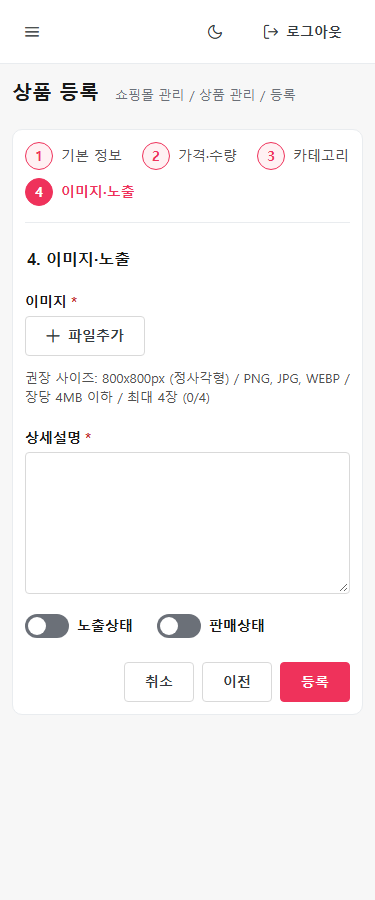 로그아웃
상품 등록 쇼핑몰 관리 / 상품 관리 / 등록
1 기본 정보 2 가격·수량 3 카테고리
4 이미지·노출
4. 이미지·노출
이미지 *
파일추가
권장 사이즈: 800x800px (정사각형) / PNG, JPG, WEBP /
장당 4MB 이하 / 최대 4장 (0/4)
상세설명 *
노출상태 판매상태
취소 이전 등록